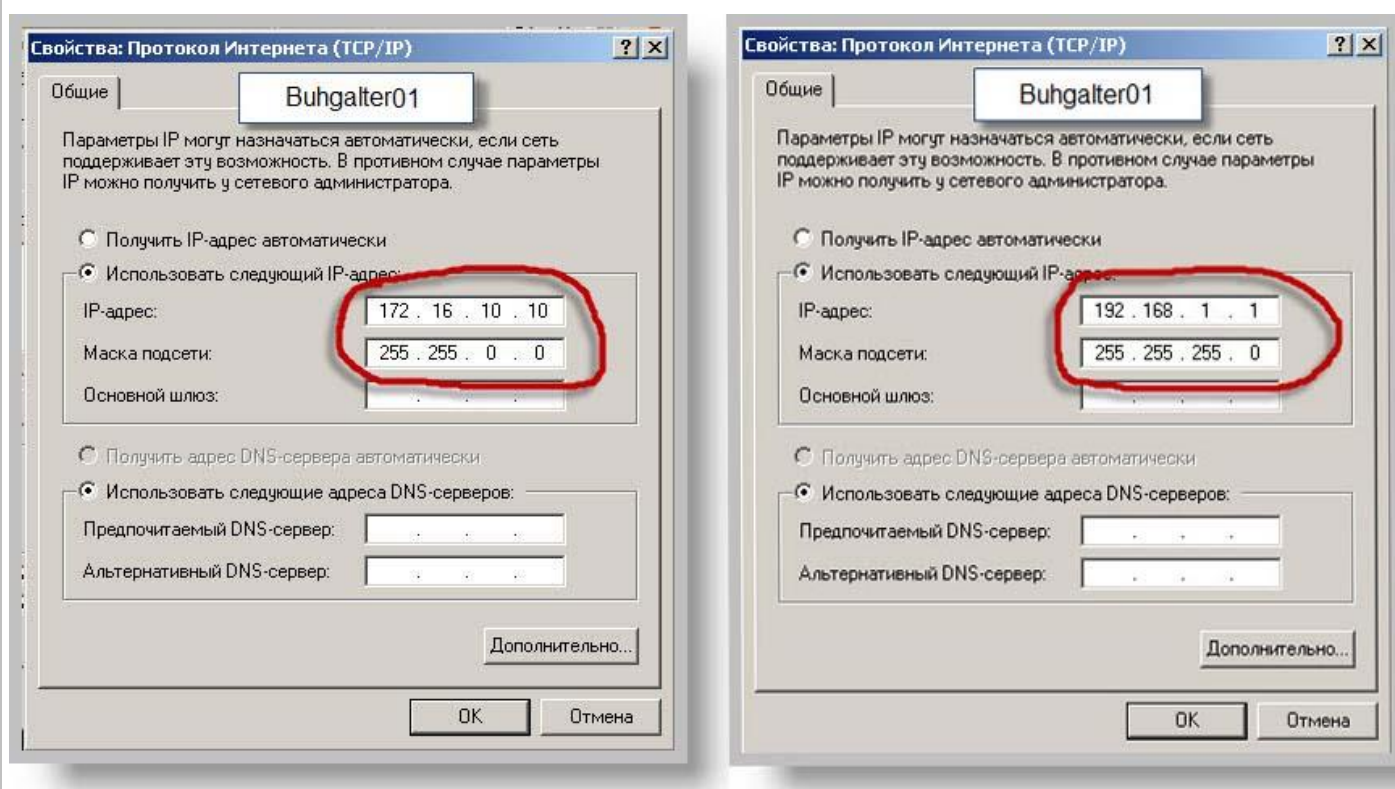 Свойства: Протокол Интернета (TCP/IP)
Общие
Buhgalter01
Параметры IP могут назначаться автоматически, если сеть
поддерживает эту возможность. В противном случае параметры
IP можно получить у сетевого администратора.
Получить IP-адрес автоматически
Использовать следующий IP-адрес:
IP-адрес: 172 . 16 . 10 . 10
Маска подсети: 255 . 255 . 0 . 0
Основной шлюз:
Получить адрес DNS-сервера автоматически
Использовать следующие адреса DNS-серверов:
Предпочитаемый DNS-сервер:
Альтернативный DNS-сервер:
Дополнительно...
OK Отмена
Свойства: Протокол Интернета (TCP/IP)
Общие
Buhgalter01
Параметры IP могут назначаться автоматически, если сеть
поддерживает эту возможность. В противном случае параметры
IP можно получить у сетевого администратора.
Получить IP-адрес автоматически
Использовать следующий IP-адрес:
IP-адрес: 192 . 168 . 1 . 1
Маска подсети: 255 . 255 . 255 . 0
Основной шлюз:
Получить адрес DNS-сервера автоматически
Использовать следующие адреса DNS-серверов:
Предпочитаемый DNS-сервер:
Альтернативный DNS-сервер:
Дополнительно...
OK Отмена